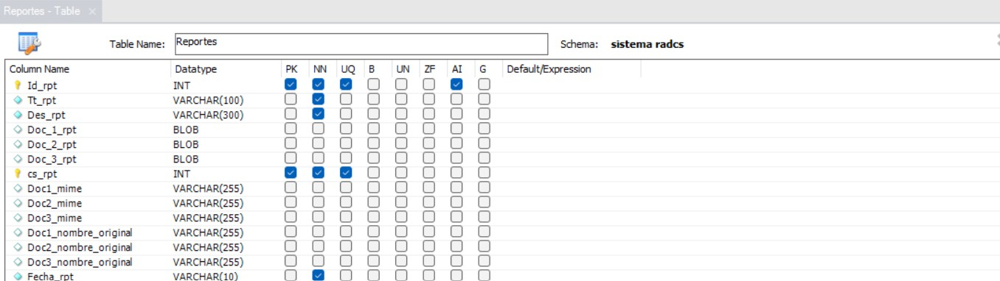 Reportes - Table ×
Table Name: Reportes Schema: sistema radcs
Column Name Datatype PK NN UQ B UN ZF AI G Default/Expression
Id_rpt INT
Tt_rpt VARCHAR(100)
Des_rpt VARCHAR(300)
Doc_1_rpt BLOB
Doc_2_rpt BLOB
Doc_3_rpt BLOB
cs_rpt INT
Doc1_mime VARCHAR(255)
Doc2_mime VARCHAR(255)
Doc3_mime VARCHAR(255)
Doc1_nombre_original VARCHAR(255)
Doc2_nombre_original VARCHAR(255)
Doc3_nombre_original VARCHAR(255)
Fecha_rpt VARCHAR(10)